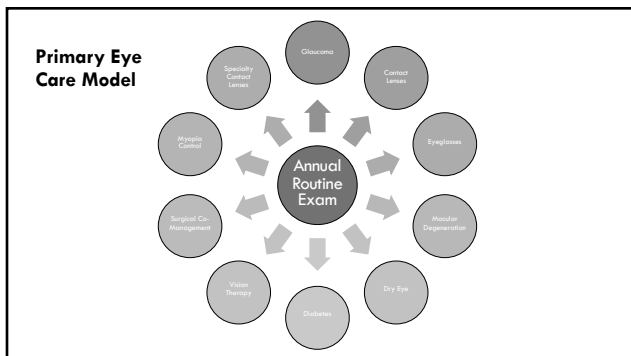 Primary Eye
Care Model
Annual
Routine
Exam
Glaucoma
Contact
Lenses
Eyeglasses
Macular
Degeneration
Dry Eye
Diabetes
Vision
Therapy
Surgical Co-
Management
Myopia
Control
Specialty
Contact
Lenses